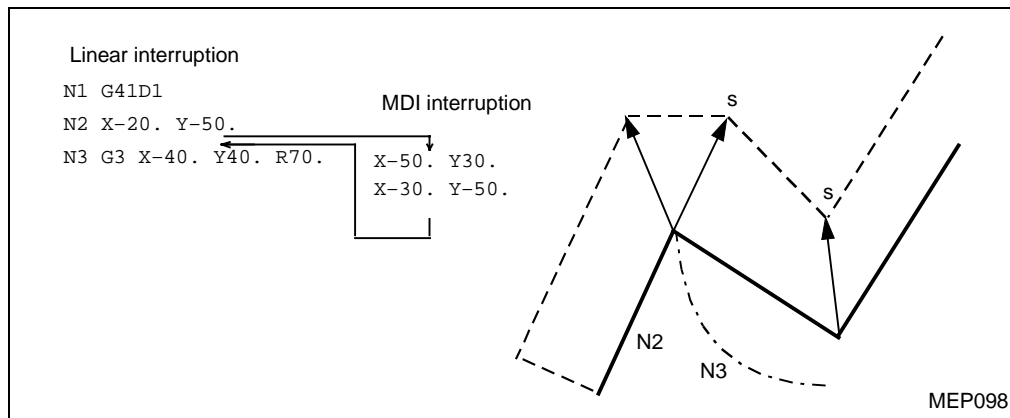 Linear interruption
N1 G41D1
N2 X−20. Y−50.
N3 G3 X−40. Y40. R70.
MDI interruption
X−50. Y30.
X−30. Y−50.
s
s
N2
N3
MEP098